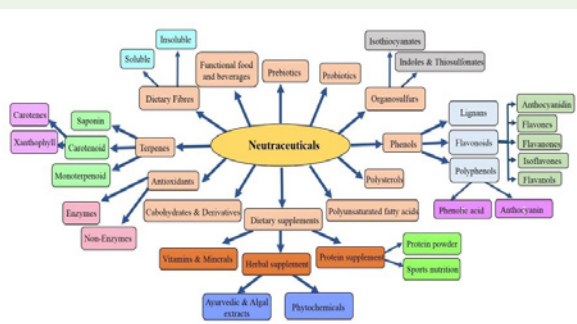 Insoluble
Soluble
Functional food
and beverages
Prebiotics
Probiotics
Isothiocyanates
Indoles & Thiosulfonates
Dietary Fibres
Organosulfurs
Carotenes
Saponin
Xanthophyll
Carotenoid
Terpenes
Monoterpenoid
Neutraceuticals
Phenols
Lignans
Flavonoids
Polyphenols
Anthocyanidin
Flavones
Flavanones
Isoflavones
Flavanols
Antioxidants
Polysterols
Enzymes
Non-Enzymes
Cabohydrates & Derivatives
Dietary supplements
Polyunsaturated fatty acids
Phenolic acid
Anthocyanin
Vitamins & Minerals
Herbal supplement
Protein supplement
Protein powder
Sports nutrition
Ayurvedic & Algal
extracts
Phytochemicals